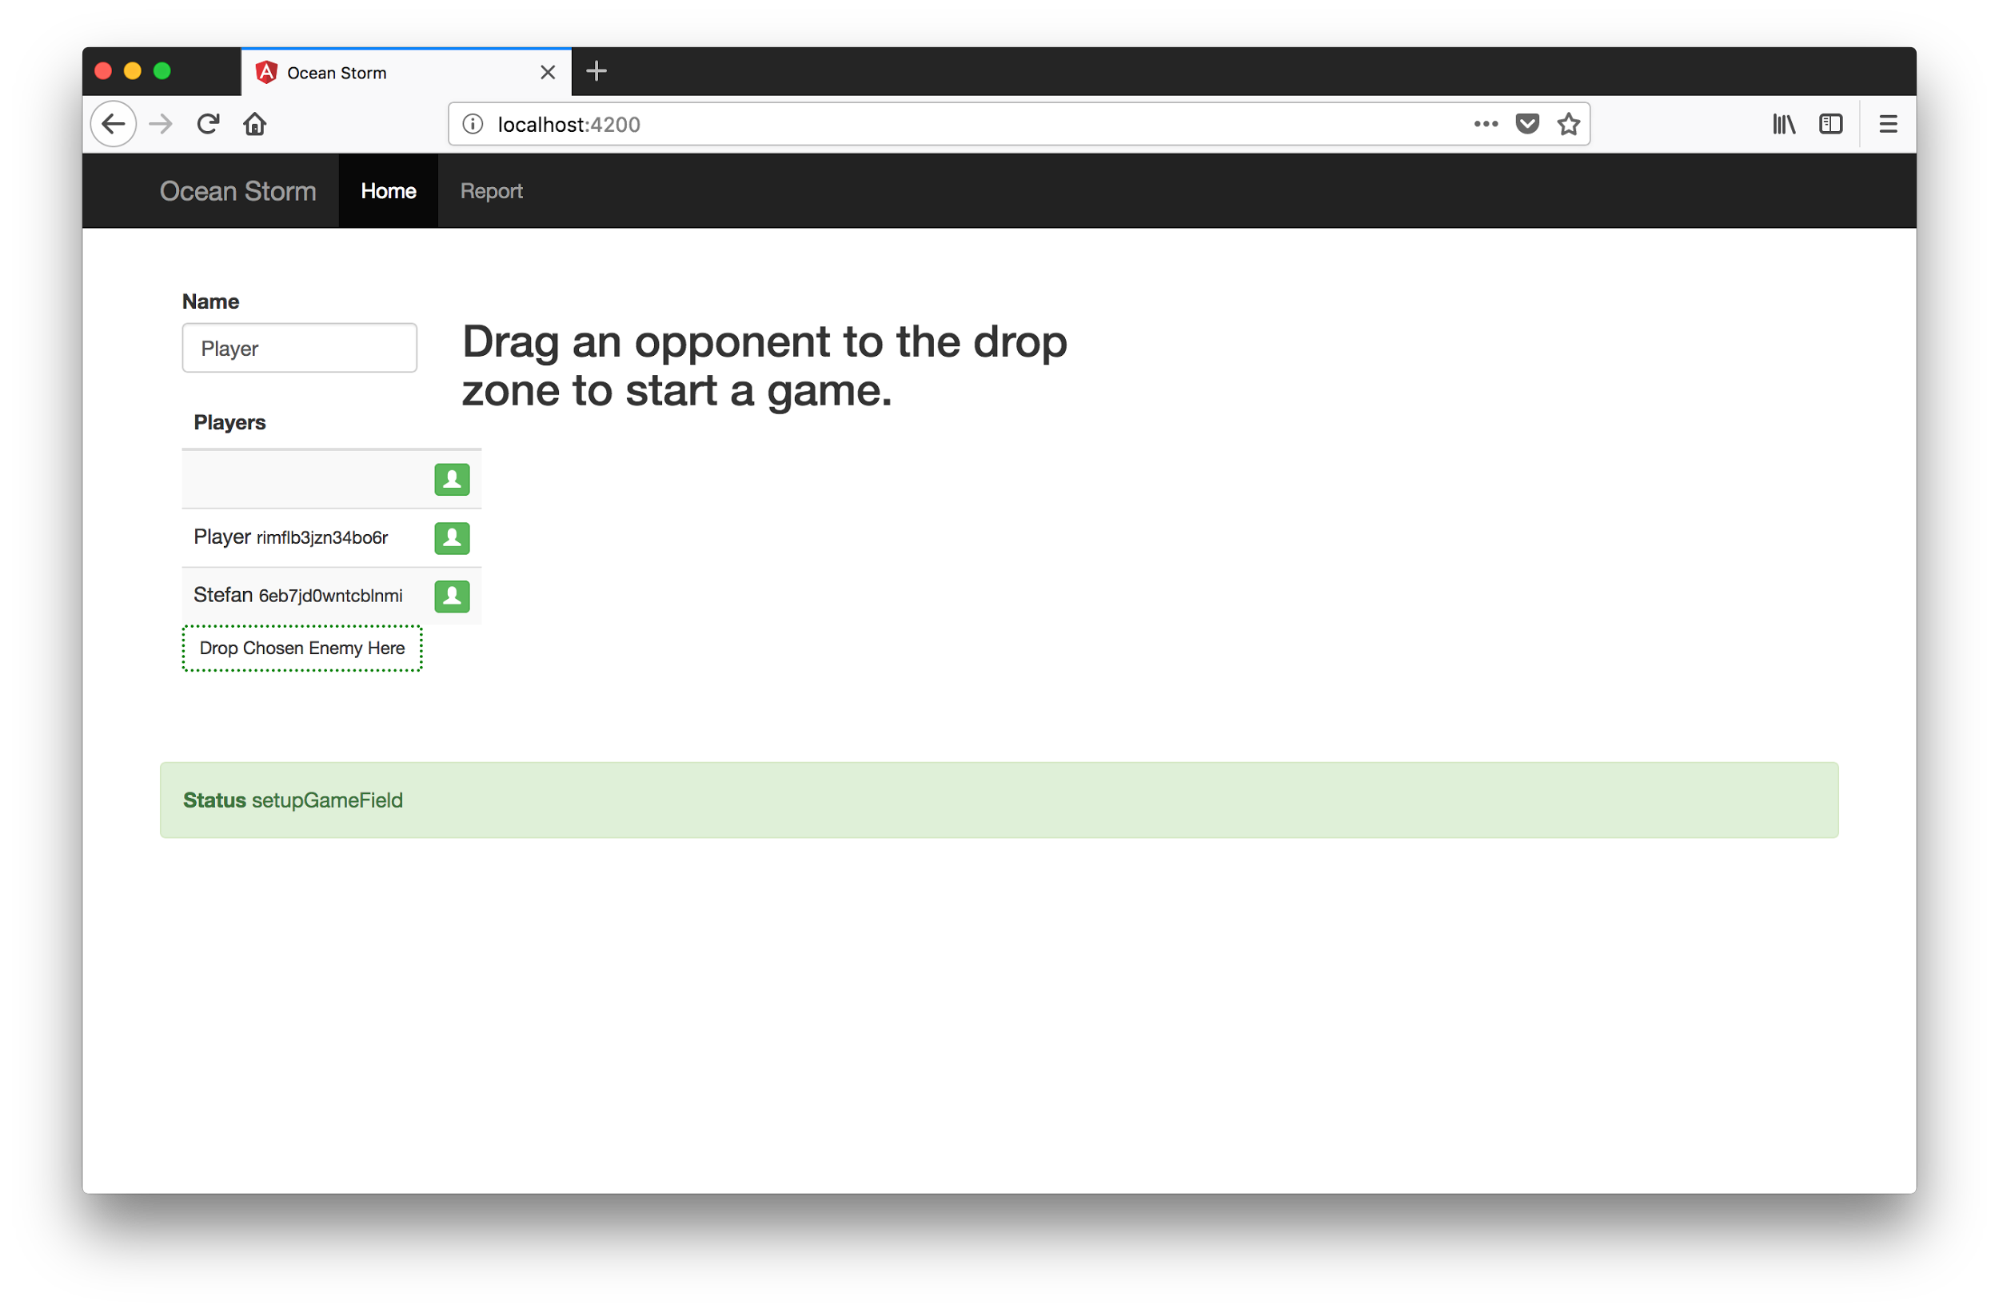 Ocean Storm
localhost:4200
Ocean Storm Home Report
Name
Player
Drag an opponent to the drop
zone to start a game.
Players
Player rimflb3jzn34bo6r
Stefan 6eb7jd0wntcblnmi
Drop Chosen Enemy Here
Status setupGameField